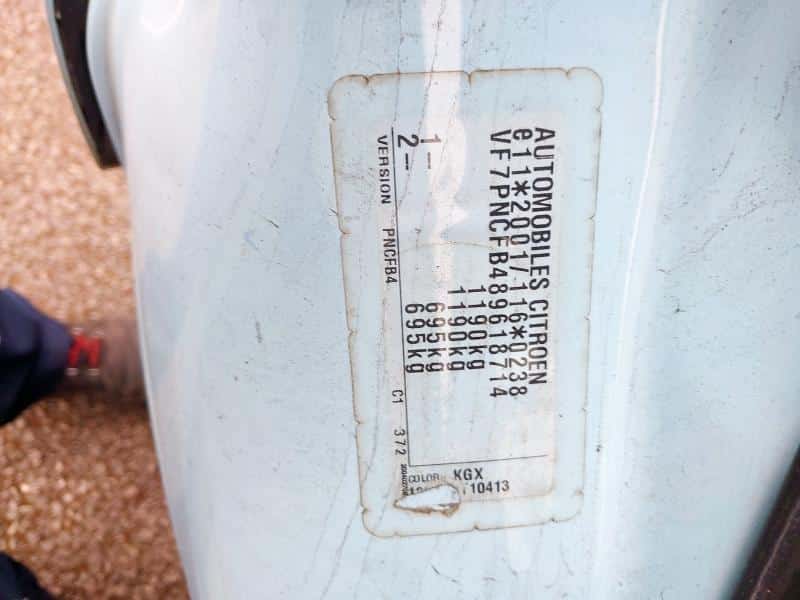 AUTOMOBILES CITROEN
e11*2001/116*0238
VF7PNCFB489618714
1190kg
1190kg
1- 695kg
2- 695kg
VERSION PNCFB4 C1 372
COLOR KGX
10413